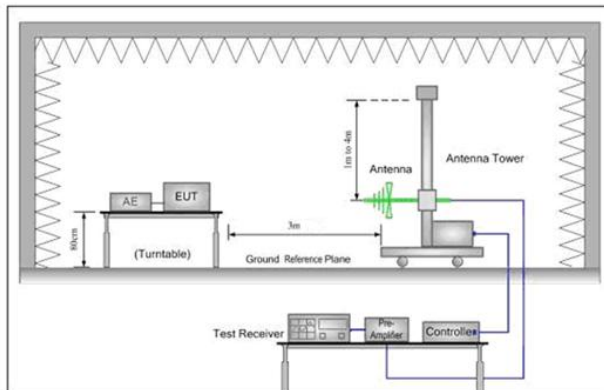 1m to 4m
Antenna
Antenna Tower
AE
EUT
80cm
(Turntable)
3m
Ground Reference Plane
Test Receiver
Pre-
Amplifier
Controller